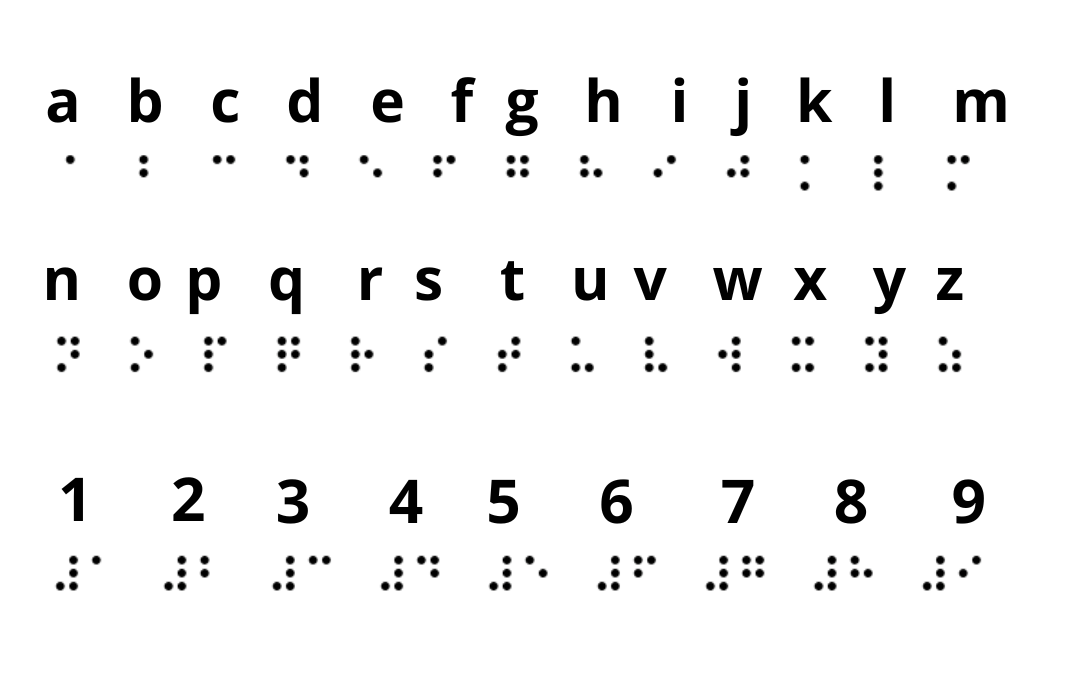 a b c d e f g h i j k l m
⠁ ⠃ ⠉ ⠙ ⠑ ⠋ ⠛ ⠓ ⠊ ⠚ ⠅ ⠇ ⠍
n o p q r s t u v w x y z
⠝ ⠕ ⠏ ⠟ ⠗ ⠎ ⠞ ⠥ ⠧ ⠺ ⠭ ⠽ ⠵
1 2 3 4 5 6 7 8 9
⠼⠁ ⠼⠃ ⠼⠉ ⠼⠙ ⠼⠑ ⠼⠋ ⠼⠛ ⠼⠓ ⠼⠊